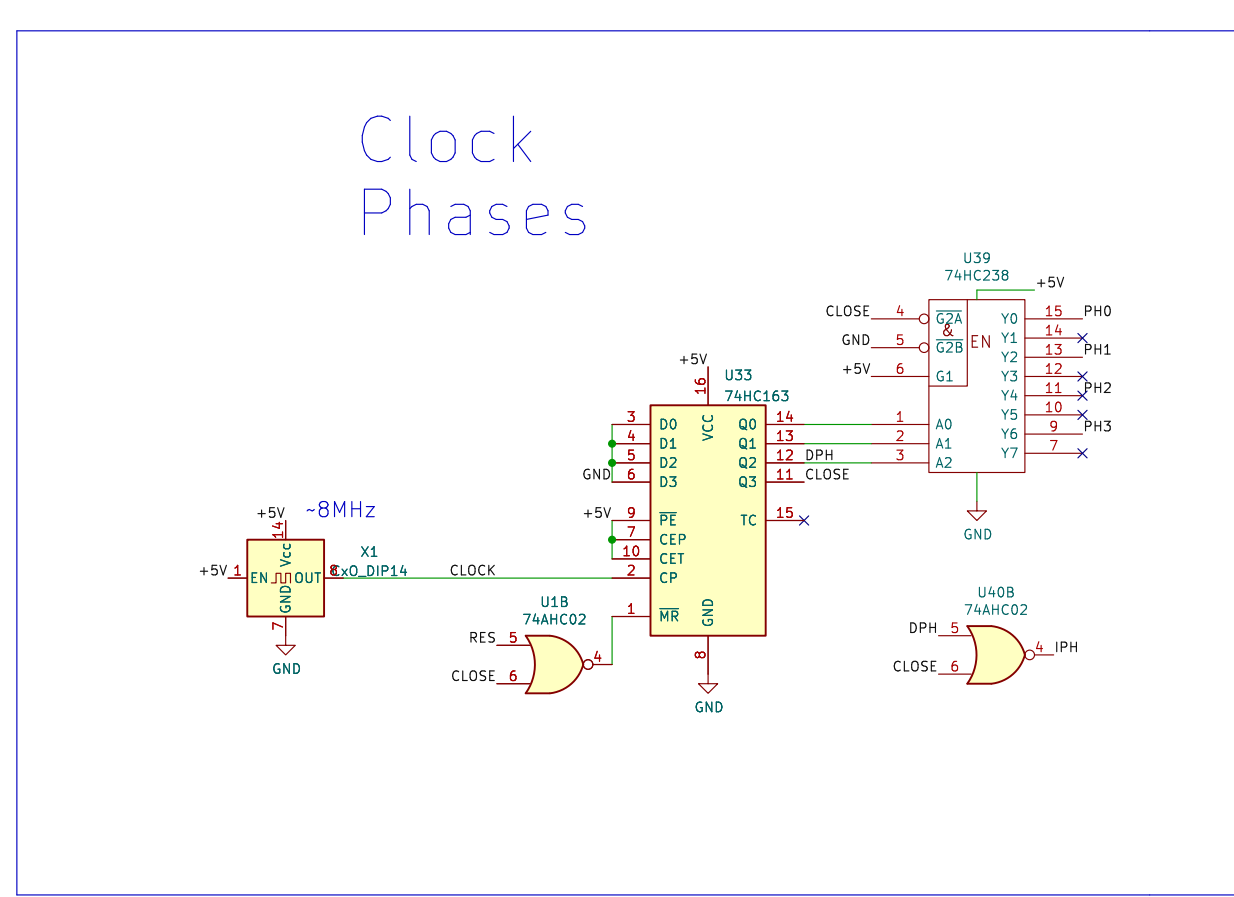 Clock
Phases
U39
74HC238
+5V
CLOSE 4 G2A Y0 15 PH0
& Y1 14
GND 5 G2B EN Y2 13 PH1
+5V 6 G1 Y3 12
Y4 11 PH2
Y5 10
1 A0 Y6 9 PH3
2 A1 Y7 7
3 A2
GND
+5V
16
U33
74HC163
VCC
3 D0 Q0 14
4 D1 Q1 13
5 D2 Q2 12 DPH
GND 6 D3 Q3 11 CLOSE
+5V 9 PE TC 15
7 CEP
10 CET
2 CP
1 MR
GND
8
GND
~8MHz
+5V
14
X1
CXO_DIP14
+5V 1 EN Vcc GND OUT 8
CLOCK
7
GND
U1B
74AHC02
RES 5
4
CLOSE 6
U40B
74AHC02
DPH 5
4 IPH
CLOSE 6